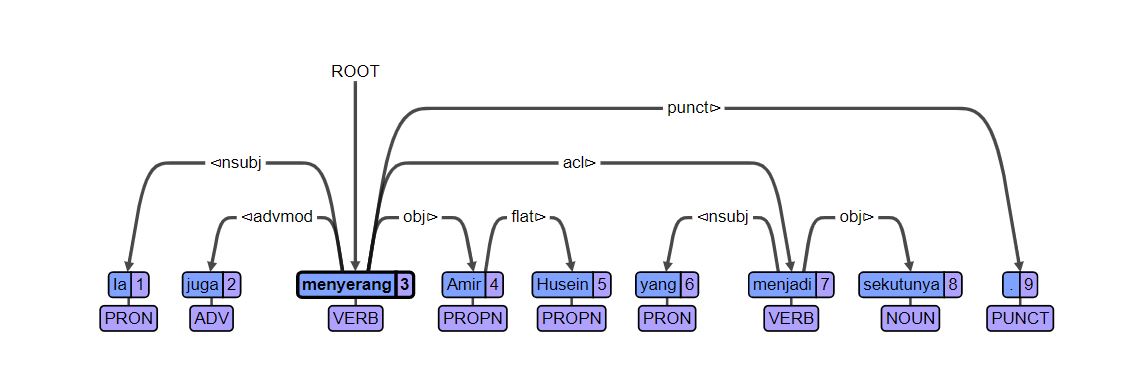 ROOT
punct⊳
⊲nsubj acl⊳
⊲advmod obj⊳ flat⊳ ⊲nsubj obj⊳
Ia 1 juga 2 menyerang 3 Amir 4 Husein 5 yang 6 menjadi 7 sekutunya 8 . 9
PRON ADV VERB PROPN PROPN PRON VERB NOUN PUNCT